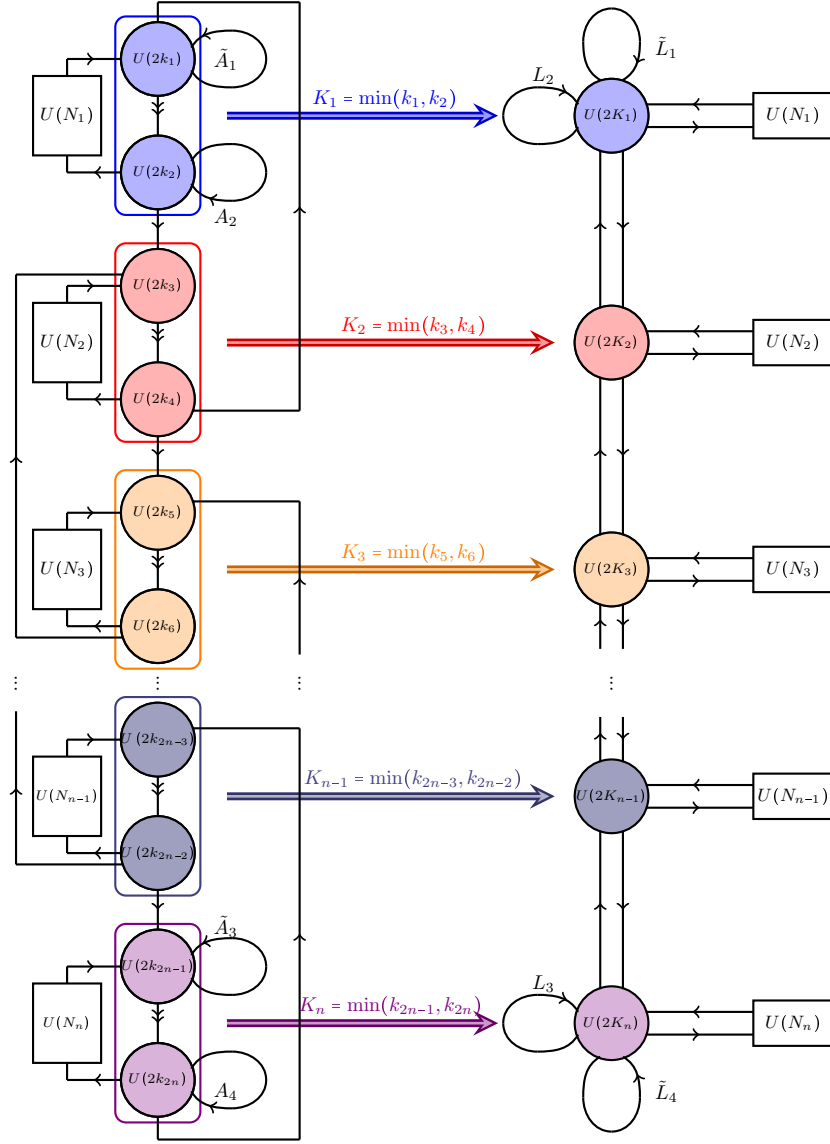 U(2k₁)
Ã₁
U(N₁)
U(2k₂)
A₂
K₁ = min(k₁, k₂)
L̃₁
L₂
U(2K₁)
U(N₁)
U(2k₃)
U(N₂)
U(2k₄)
K₂ = min(k₃, k₄)
U(2K₂)
U(N₂)
U(2k₅)
U(N₃)
U(2k₆)
K₃ = min(k₅, k₆)
U(2K₃)
U(N₃)
⋮ ⋮ ⋮ ⋮
U(2k₂ₙ₋₃)
U(Nₙ₋₁)
U(2k₂ₙ₋₂)
Kₙ₋₁ = min(k₂ₙ₋₃, k₂ₙ₋₂)
U(2Kₙ₋₁)
U(Nₙ₋₁)
Ã₃
U(2k₂ₙ₋₁)
U(Nₙ)
U(2k₂ₙ)
A₄
Kₙ = min(k₂ₙ₋₁, k₂ₙ)
L₃
U(2Kₙ)
U(Nₙ)
L̃₄